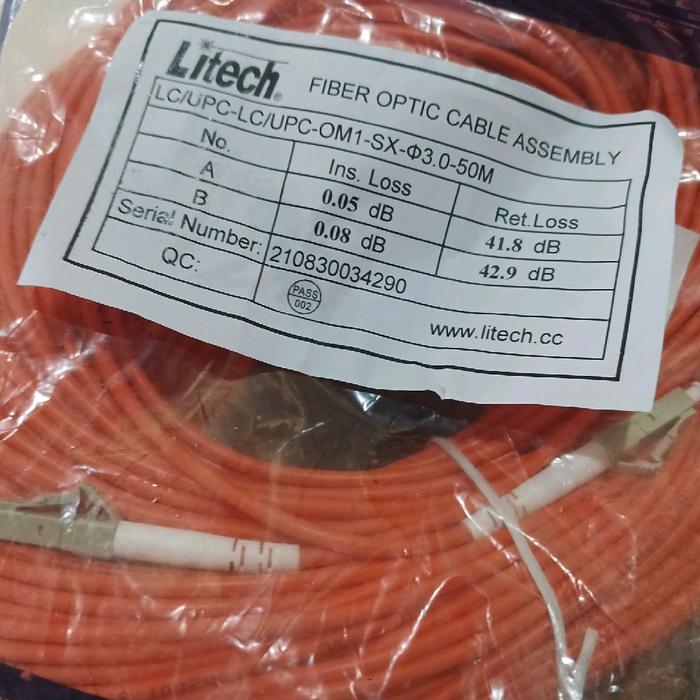 Litech® FIBER OPTIC CABLE ASSEMBLY
LC/UPC-LC/UPC-OM1-SX-Φ3.0-50M
No. Ins. Loss Ret.Loss
A 0.05 dB 41.8 dB
B 0.08 dB 42.9 dB
Serial Number: 210830034290
QC: PASS 002 www.litech.cc